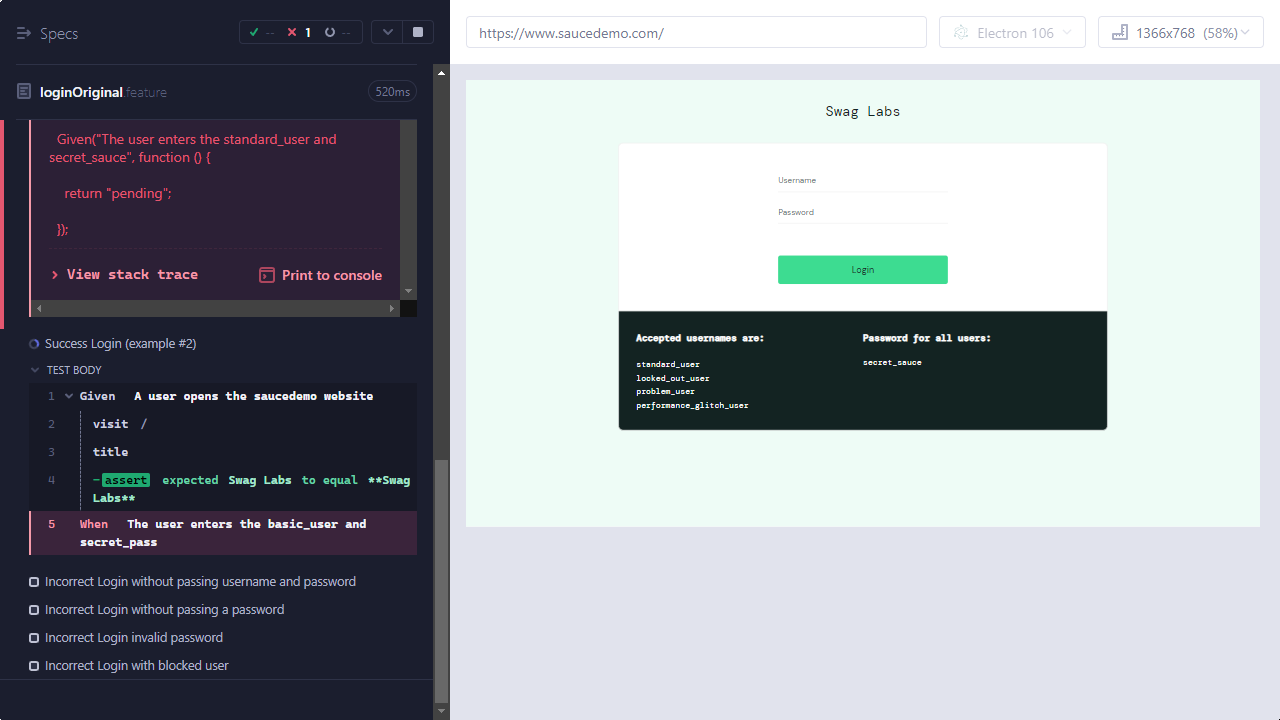 Specs
--
1
--
loginOriginal.feature
520ms
Given("The user enters the standard_user and
secret_sauce", function () {
return "pending";
});
View stack trace
Print to console
Success Login (example #2)
TEST BODY
1 Given A user opens the saucedemo website
2 visit /
3 title
4 -assert expected Swag Labs to equal **Swag
Labs**
5 When The user enters the basic_user and
secret_pass
Incorrect Login without passing username and password
Incorrect Login without passing a password
Incorrect Login invalid password
Incorrect Login with blocked user
https://www.saucedemo.com/
Electron 106
1366x768 (58%)
Swag Labs
Username
Password
Login
Accepted usernames are:
standard_user
locked_out_user
problem_user
performance_glitch_user
Password for all users:
secret_sauce